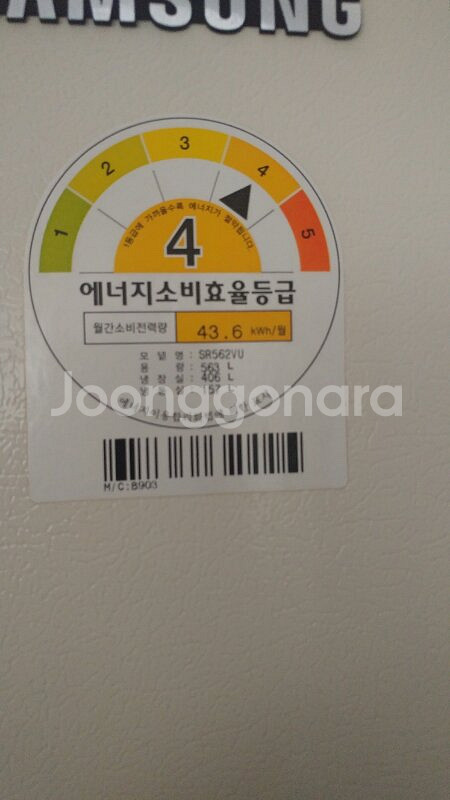 AMSUNG
1
2
3
4
5
1등급에 가까울수록 에너지가 절약됩니다.
4
에너지소비효율등급
월간소비전력량 43.6 kWh/월
모델명 : SR562VU
용량 : 563 L
냉장실 : 406 L
157 L
Joonggonara
M/C:B903